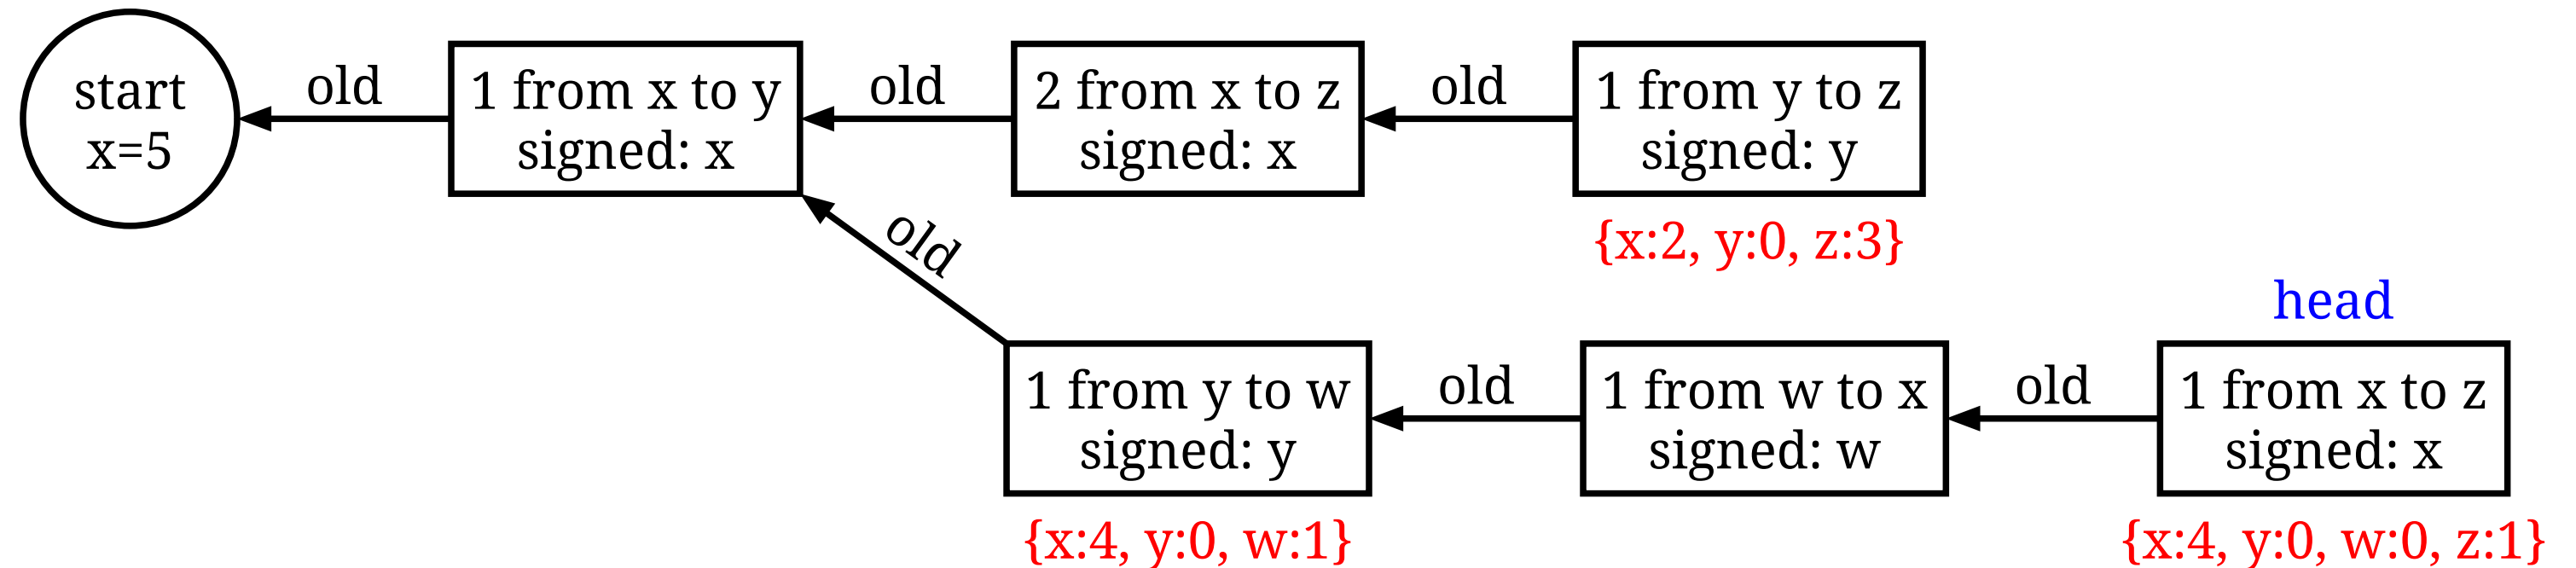 start
x=5
old
1 from x to y
signed: x
old
2 from x to z
signed: x
old
1 from y to z
signed: y
{x:2, y:0, z:3}
old
1 from y to w
signed: y
{x:4, y:0, w:1}
old
1 from w to x
signed: w
old
head
1 from x to z
signed: x
{x:4, y:0, w:0, z:1}